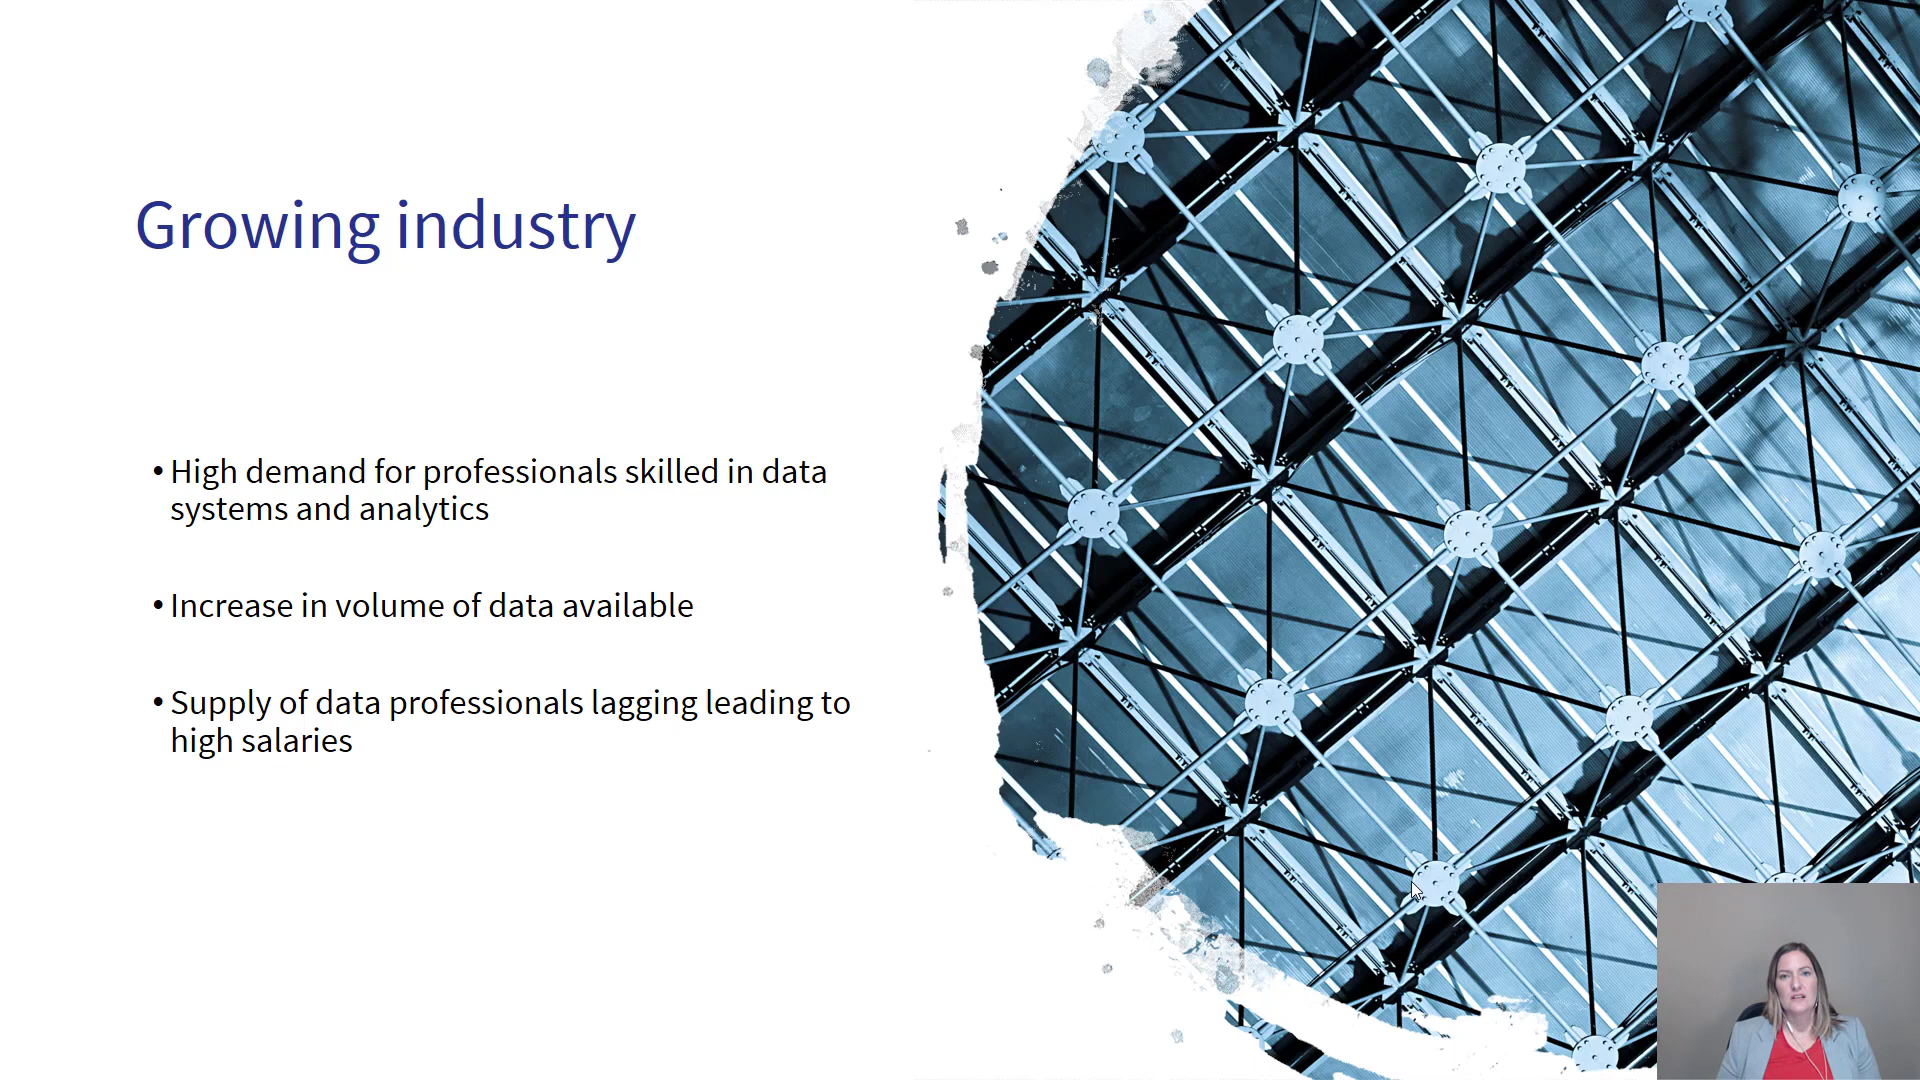 Growing industry
• High demand for professionals skilled in data
systems and analytics
• Increase in volume of data available
• Supply of data professionals lagging leading to
high salaries